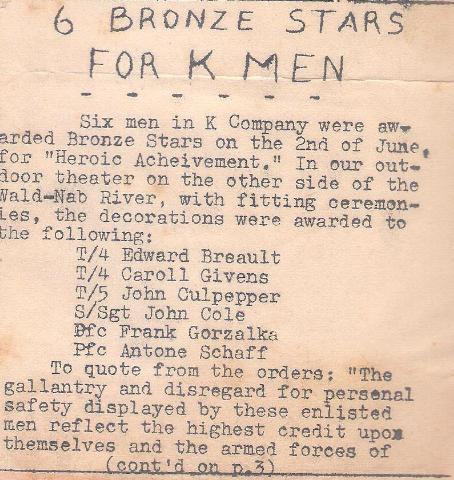 6 BRONZE STARS
FOR K MEN
- - - - - -
Six men in K Company were aw-
arded Bronze Stars on the 2nd of June,
for "Heroic Acheivement." In our out-
door theater on the other side of the
Wald-Nab River, with fitting ceremon-
ies, the decorations were awarded to
the following:
T/4 Edward Breault
T/4 Caroll Givens
T/5 John Culpepper
S/Sgt John Cole
Pfc Frank Gorzalka
Pfc Antone Schaff
To quote from the orders; "The
gallantry and disregard for personal
safety displayed by these enlisted
men reflect the highest credit upon
themselves and the armed forces of
(cont'd on p.3)